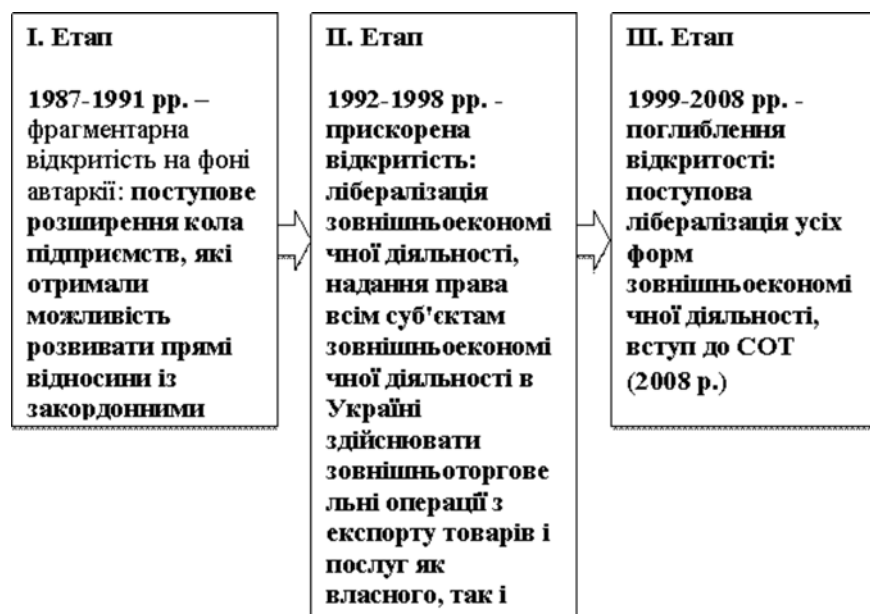 І. Етап
1987-1991 рр. –
фрагментарна
відкритість на фоні
автаркії: поступове
розширення кола
підприємств, які
отримали
можливість
розвивати прямі
відносини із
закордонними
ІІ. Етап
1992-1998 рр. -
прискорена
відкритість:
лібералізація
зовнішньоекономі
чної діяльності,
надання права
всім суб'єктам
зовнішньоекономі
чної діяльності в
Україні
здійснювати
зовнішньоторгове
льні операції з
експорту товарів і
послуг як
власного, так і
ІІІ. Етап
1999-2008 рр. -
поглиблення
відкритості:
поступова
лібералізація усіх
форм
зовнішньоекономі
чної діяльності,
вступ до СОТ
(2008 р.)